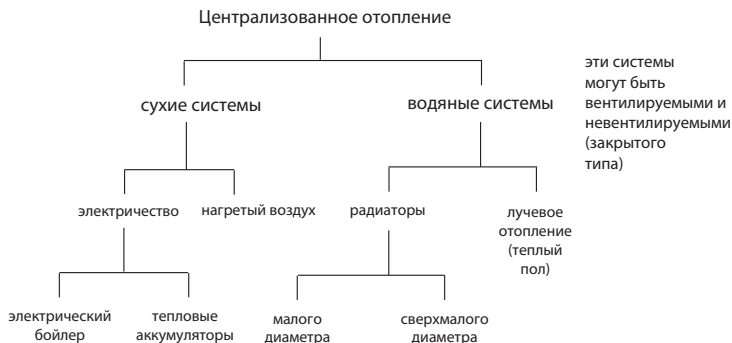 Централизованное отопление
эти системы
могут быть
вентилируемыми и
невентилируемыми
(закрытого
типа)
сухие системы
водяные системы
электричество
нагретый воздух
радиаторы
лучевое
отопление
(теплый
пол)
электрический
бойлер
тепловые
аккумуляторы
малого
диаметра
сверхмалого
диаметра